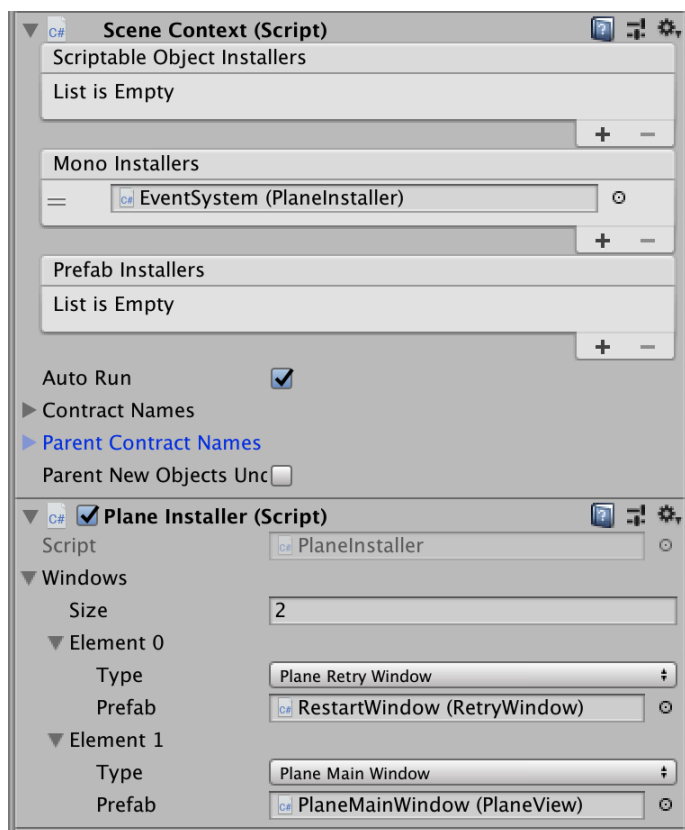 Scene Context (Script)
Scriptable Object Installers
List is Empty
+ −
Mono Installers
EventSystem (PlaneInstaller)
+ −
Prefab Installers
List is Empty
+ −
Auto Run
Contract Names
Parent Contract Names
Parent New Objects Unc
Plane Installer (Script)
Script PlaneInstaller
Windows
Size 2
Element 0
Type Plane Retry Window
Prefab RestartWindow (RetryWindow)
Element 1
Type Plane Main Window
Prefab PlaneMainWindow (PlaneView)